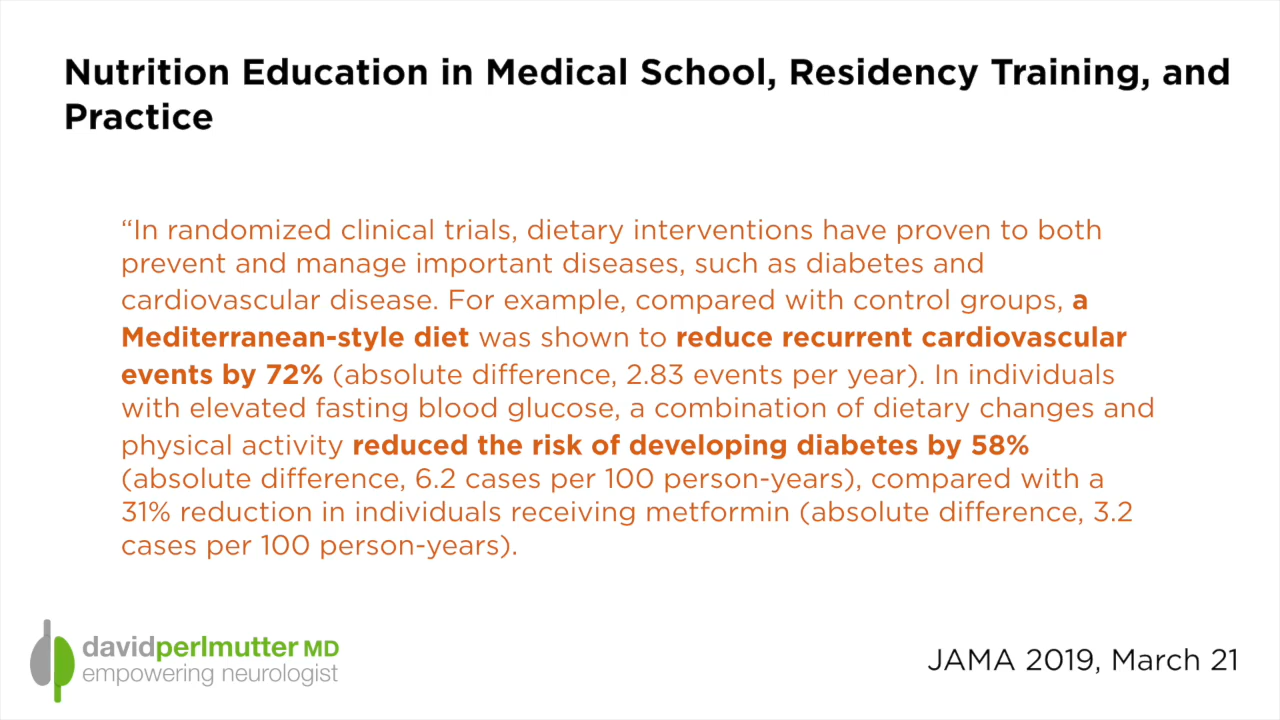 Nutrition Education in Medical School, Residency Training, and
Practice
“In randomized clinical trials, dietary interventions have proven to both
prevent and manage important diseases, such as diabetes and
cardiovascular disease. For example, compared with control groups, a
Mediterranean-style diet was shown to reduce recurrent cardiovascular
events by 72% (absolute difference, 2.83 events per year). In individuals
with elevated fasting blood glucose, a combination of dietary changes and
physical activity reduced the risk of developing diabetes by 58%
(absolute difference, 6.2 cases per 100 person-years), compared with a
31% reduction in individuals receiving metformin (absolute difference, 3.2
cases per 100 person-years).
davidperlmutter MD
empowering neurologist
JAMA 2019, March 21